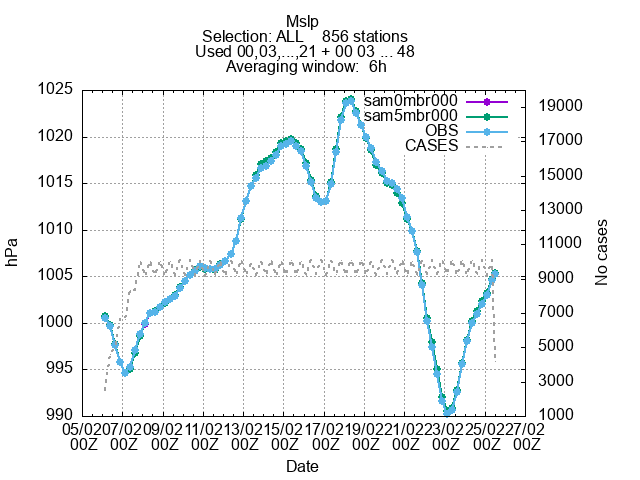 Mslp
Selection: ALL 856 stations
Used 00,03,...,21 + 00 03 ... 48
Averaging window: 6h
1025
1020
1015
1010
1005
1000
995
990
hPa
sam0mbr000
sam5mbr000
OBS
CASES
19000
17000
15000
13000
11000
9000
7000
5000
3000
1000
No cases
05/02 07/02 09/02 11/02 13/02 15/02 17/02 19/02 21/02 23/02 25/02 27/02
00Z 00Z 00Z 00Z 00Z 00Z 00Z 00Z 00Z 00Z 00Z 00Z
Date